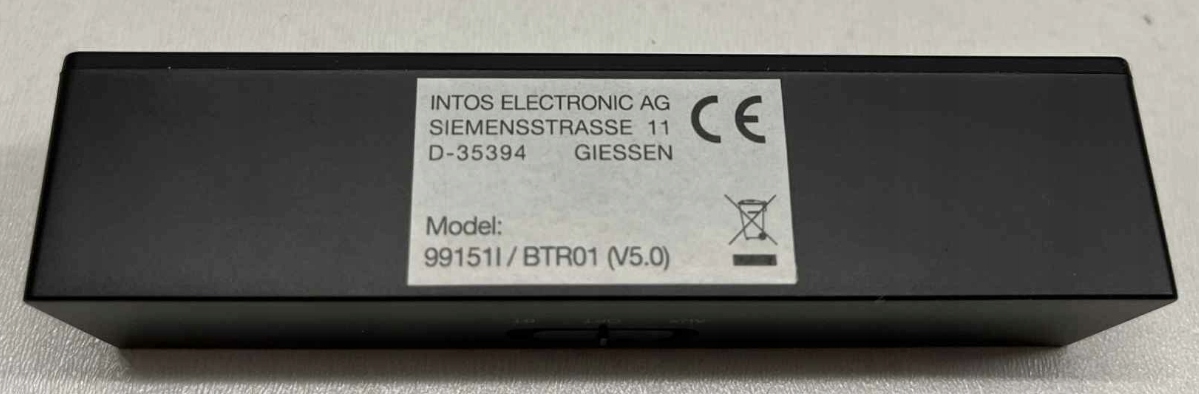 INTOS ELECTRONIC AG CE
SIEMENSSTRASSE 11
D-35394 GIESSEN
Model:
99151I / BTR01 (V5.0)